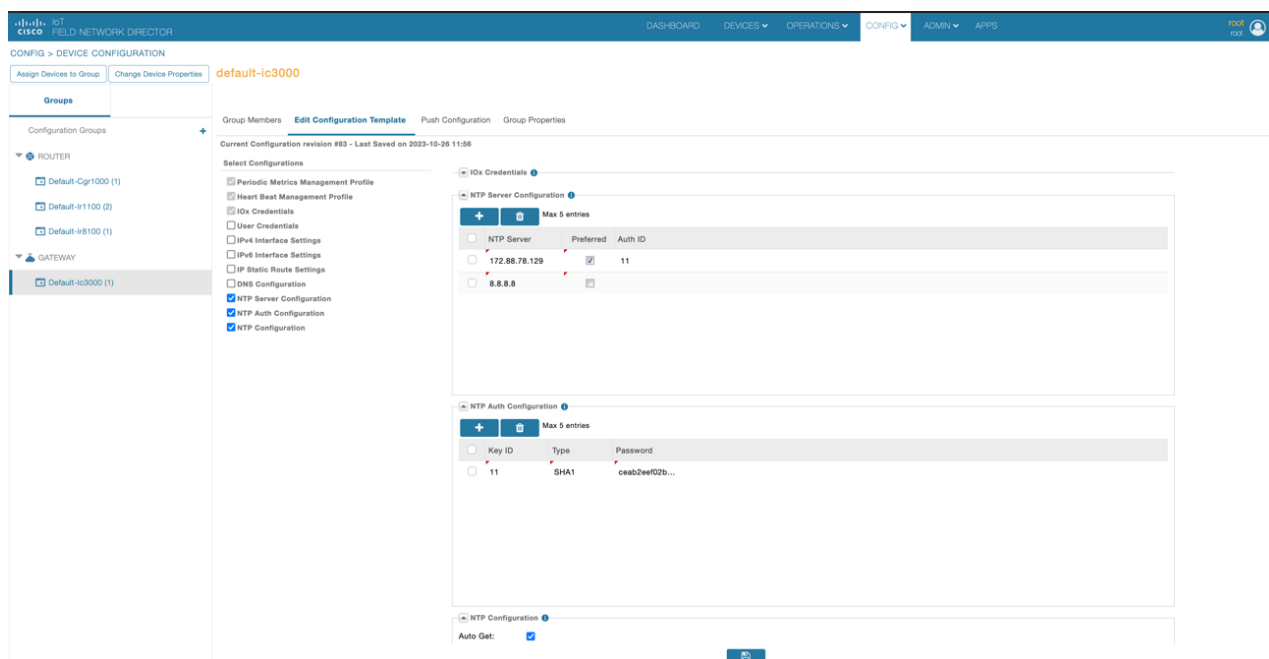 IoT
CISCO FIELD NETWORK DIRECTOR
DASHBOARD DEVICES OPERATIONS CONFIG ADMIN APPS
root
root
CONFIG > DEVICE CONFIGURATION
Assign Devices to Group Change Device Properties default-ic3000
Groups
Configuration Groups +
ROUTER
Default-Cgr1000 (1)
Default-Ir1100 (2)
Default-Ir8100 (1)
GATEWAY
Default-Ic3000 (1)
Group Members Edit Configuration Template Push Configuration Group Properties
Current Configuration revision #83 - Last Saved on 2023-10-26 11:56
Select Configurations
Periodic Metrics Management Profile
Heart Beat Management Profile
IOx Credentials
User Credentials
IPv4 Interface Settings
IPv6 Interface Settings
IP Static Route Settings
DNS Configuration
NTP Server Configuration
NTP Auth Configuration
NTP Configuration
IOx Credentials
NTP Server Configuration
+ Max 5 entries
NTP Server Preferred Auth ID
172.88.78.129 11
8.8.8.8
NTP Auth Configuration
+ Max 5 entries
Key ID Type Password
11 SHA1 ceab2eef02b...
NTP Configuration
Auto Get: